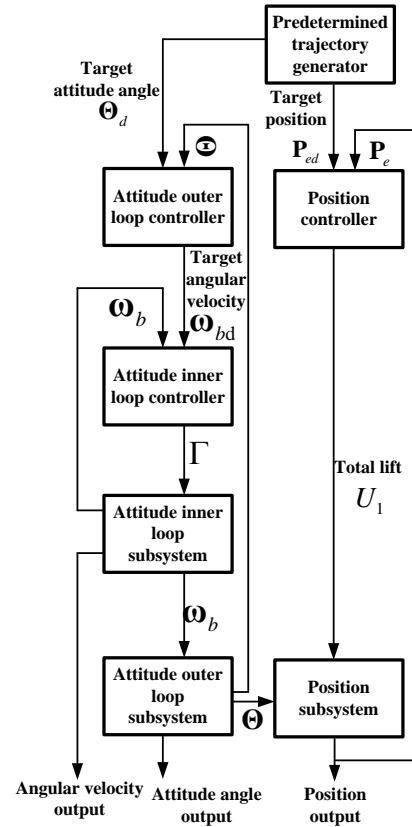 Predetermined
trajectory
generator
Target
attitude angle
Θ_d
Target
position
P_ed
P_e
Θ
Attitude outer
loop controller
Position
controller
Target
angular
velocity
ω_bd
ω_b
Attitude inner
loop controller
Γ
Total lift
U_1
Attitude inner
loop
subsystem
ω_b
Attitude outer
loop
subsystem
Θ
Position
subsystem
Angular velocity
output
Attitude angle
output
Position
output